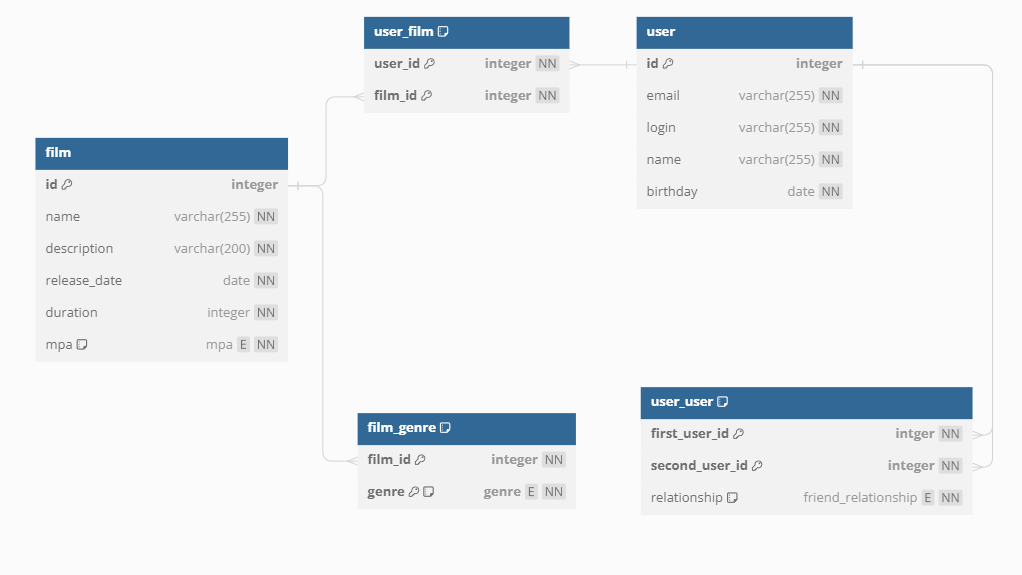 user_film
user_id integer NN
film_id integer NN
user
id integer
email varchar(255) NN
login varchar(255) NN
name varchar(255) NN
birthday date NN
film
id integer
name varchar(255) NN
description varchar(200) NN
release_date date NN
duration integer NN
mpa mpa E NN
film_genre
film_id integer NN
genre genre E NN
user_user
first_user_id intger NN
second_user_id integer NN
relationship friend_relationship E NN